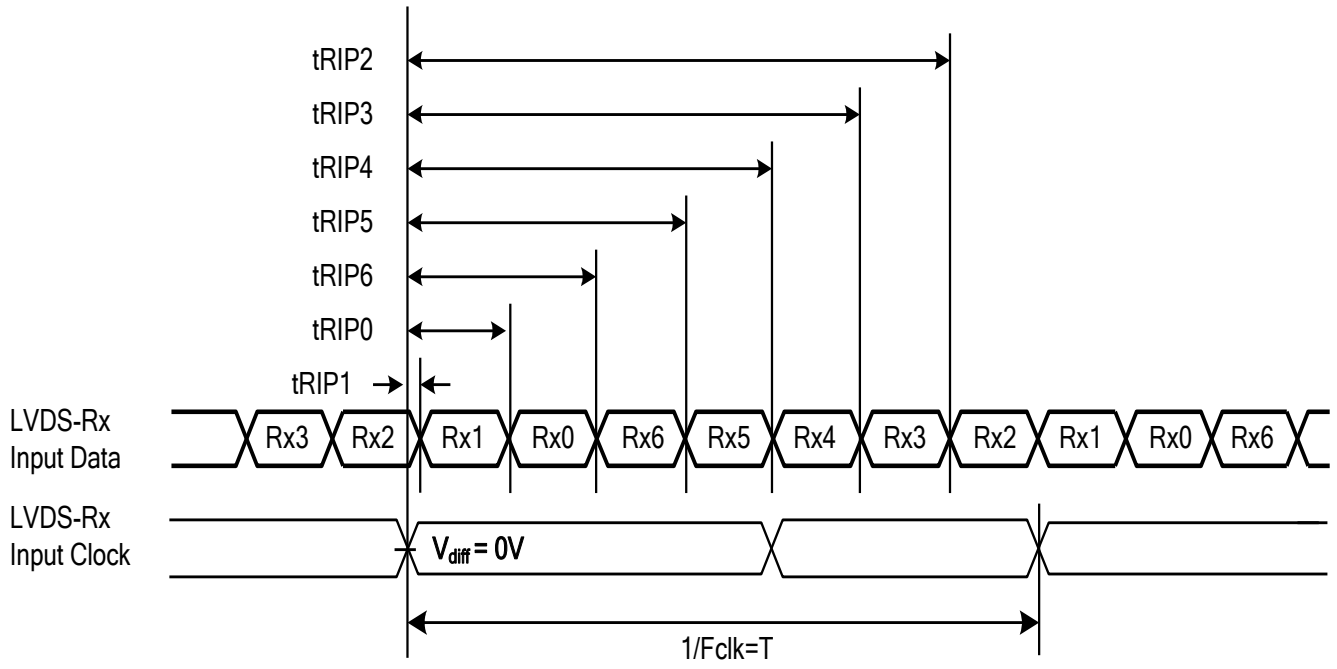 tRIP2
tRIP3
tRIP4
tRIP5
tRIP6
tRIP0
tRIP1
LVDS-Rx
Input Data
Rx3 Rx2 Rx1 Rx0 Rx6 Rx5 Rx4 Rx3 Rx2 Rx1 Rx0 Rx6
LVDS-Rx
Input Clock
Vdiff = 0V
1/Fclk=T